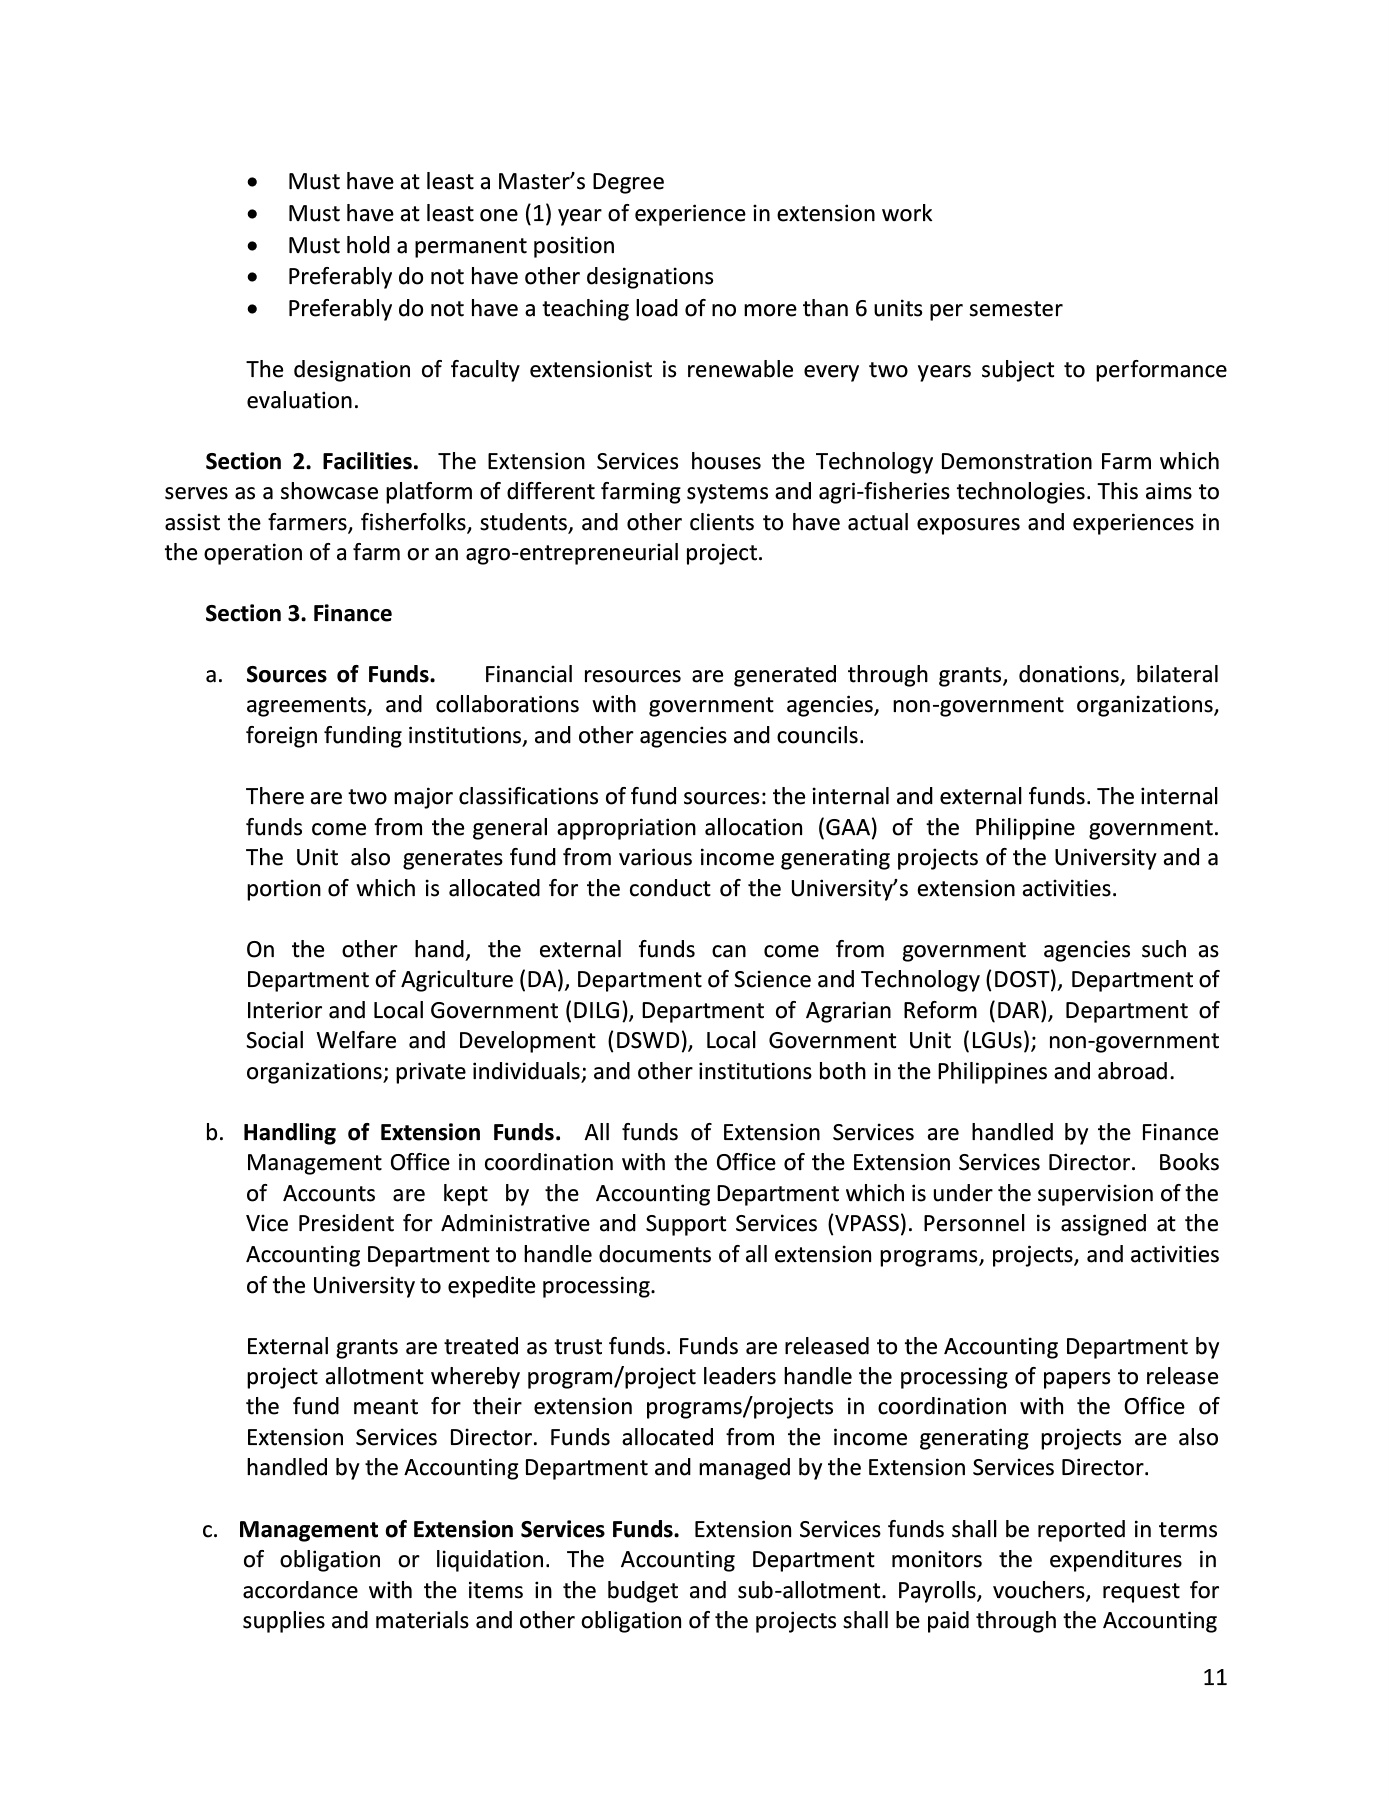 • Must have at least a Master’s Degree
• Must have at least one (1) year of experience in extension work
• Must hold a permanent position
• Preferably do not have other designations
• Preferably do not have a teaching load of no more than 6 units per semester
The designation of faculty extensionist is renewable every two years subject to performance
evaluation.
Section 2. Facilities. The Extension Services houses the Technology Demonstration Farm which
serves as a showcase platform of different farming systems and agri-fisheries technologies. This aims to
assist the farmers, fisherfolks, students, and other clients to have actual exposures and experiences in
the operation of a farm or an agro-entrepreneurial project.
Section 3. Finance
a. Sources of Funds. Financial resources are generated through grants, donations, bilateral
agreements, and collaborations with government agencies, non-government organizations,
foreign funding institutions, and other agencies and councils.
There are two major classifications of fund sources: the internal and external funds. The internal
funds come from the general appropriation allocation (GAA) of the Philippine government.
The Unit also generates fund from various income generating projects of the University and a
portion of which is allocated for the conduct of the University’s extension activities.
On the other hand, the external funds can come from government agencies such as
Department of Agriculture (DA), Department of Science and Technology (DOST), Department of
Interior and Local Government (DILG), Department of Agrarian Reform (DAR), Department of
Social Welfare and Development (DSWD), Local Government Unit (LGUs); non-government
organizations; private individuals; and other institutions both in the Philippines and abroad.
b. Handling of Extension Funds. All funds of Extension Services are handled by the Finance
Management Office in coordination with the Office of the Extension Services Director. Books
of Accounts are kept by the Accounting Department which is under the supervision of the
Vice President for Administrative and Support Services (VPASS). Personnel is assigned at the
Accounting Department to handle documents of all extension programs, projects, and activities
of the University to expedite processing.
External grants are treated as trust funds. Funds are released to the Accounting Department by
project allotment whereby program/project leaders handle the processing of papers to release
the fund meant for their extension programs/projects in coordination with the Office of
Extension Services Director. Funds allocated from the income generating projects are also
handled by the Accounting Department and managed by the Extension Services Director.
c. Management of Extension Services Funds. Extension Services funds shall be reported in terms
of obligation or liquidation. The Accounting Department monitors the expenditures in
accordance with the items in the budget and sub-allotment. Payrolls, vouchers, request for
supplies and materials and other obligation of the projects shall be paid through the Accounting
11